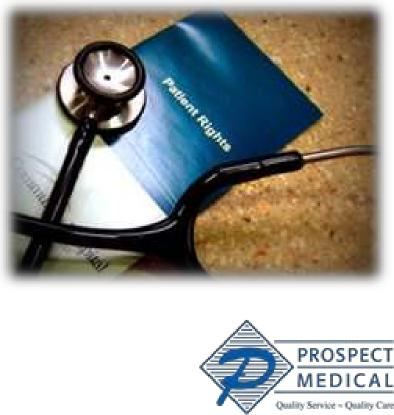 Patient Rights
PROSPECT
MEDICAL
Quality Service ~ Quality Care